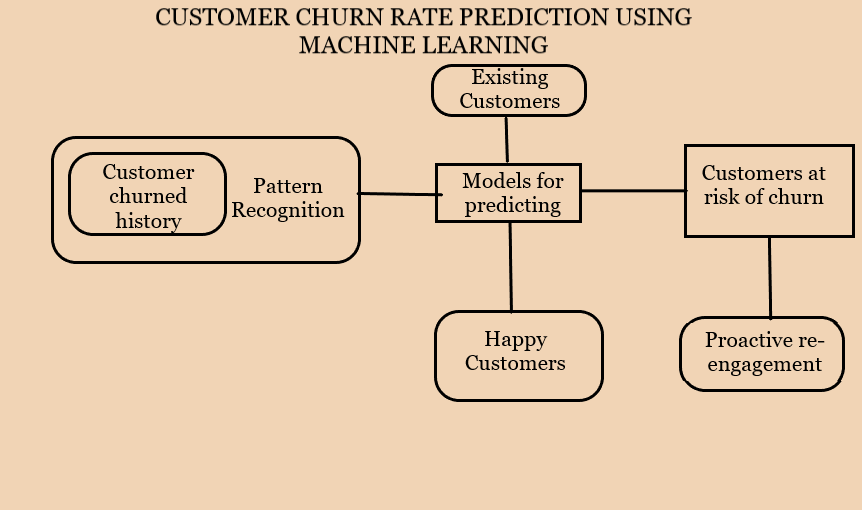 CUSTOMER CHURN RATE PREDICTION USING
MACHINE LEARNING
Existing
Customers
Customer
churned
history
Pattern
Recognition
Models for
predicting
Customers at
risk of churn
Happy
Customers
Proactive re-
engagement